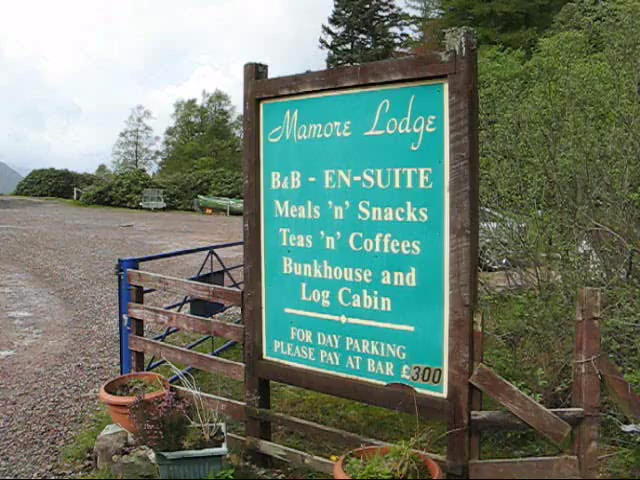 Mamore Lodge
B&B - EN-SUITE
Meals 'n' Snacks
Teas 'n' Coffees
Bunkhouse and
Log Cabin
FOR DAY PARKING
PLEASE PAY AT BAR £300